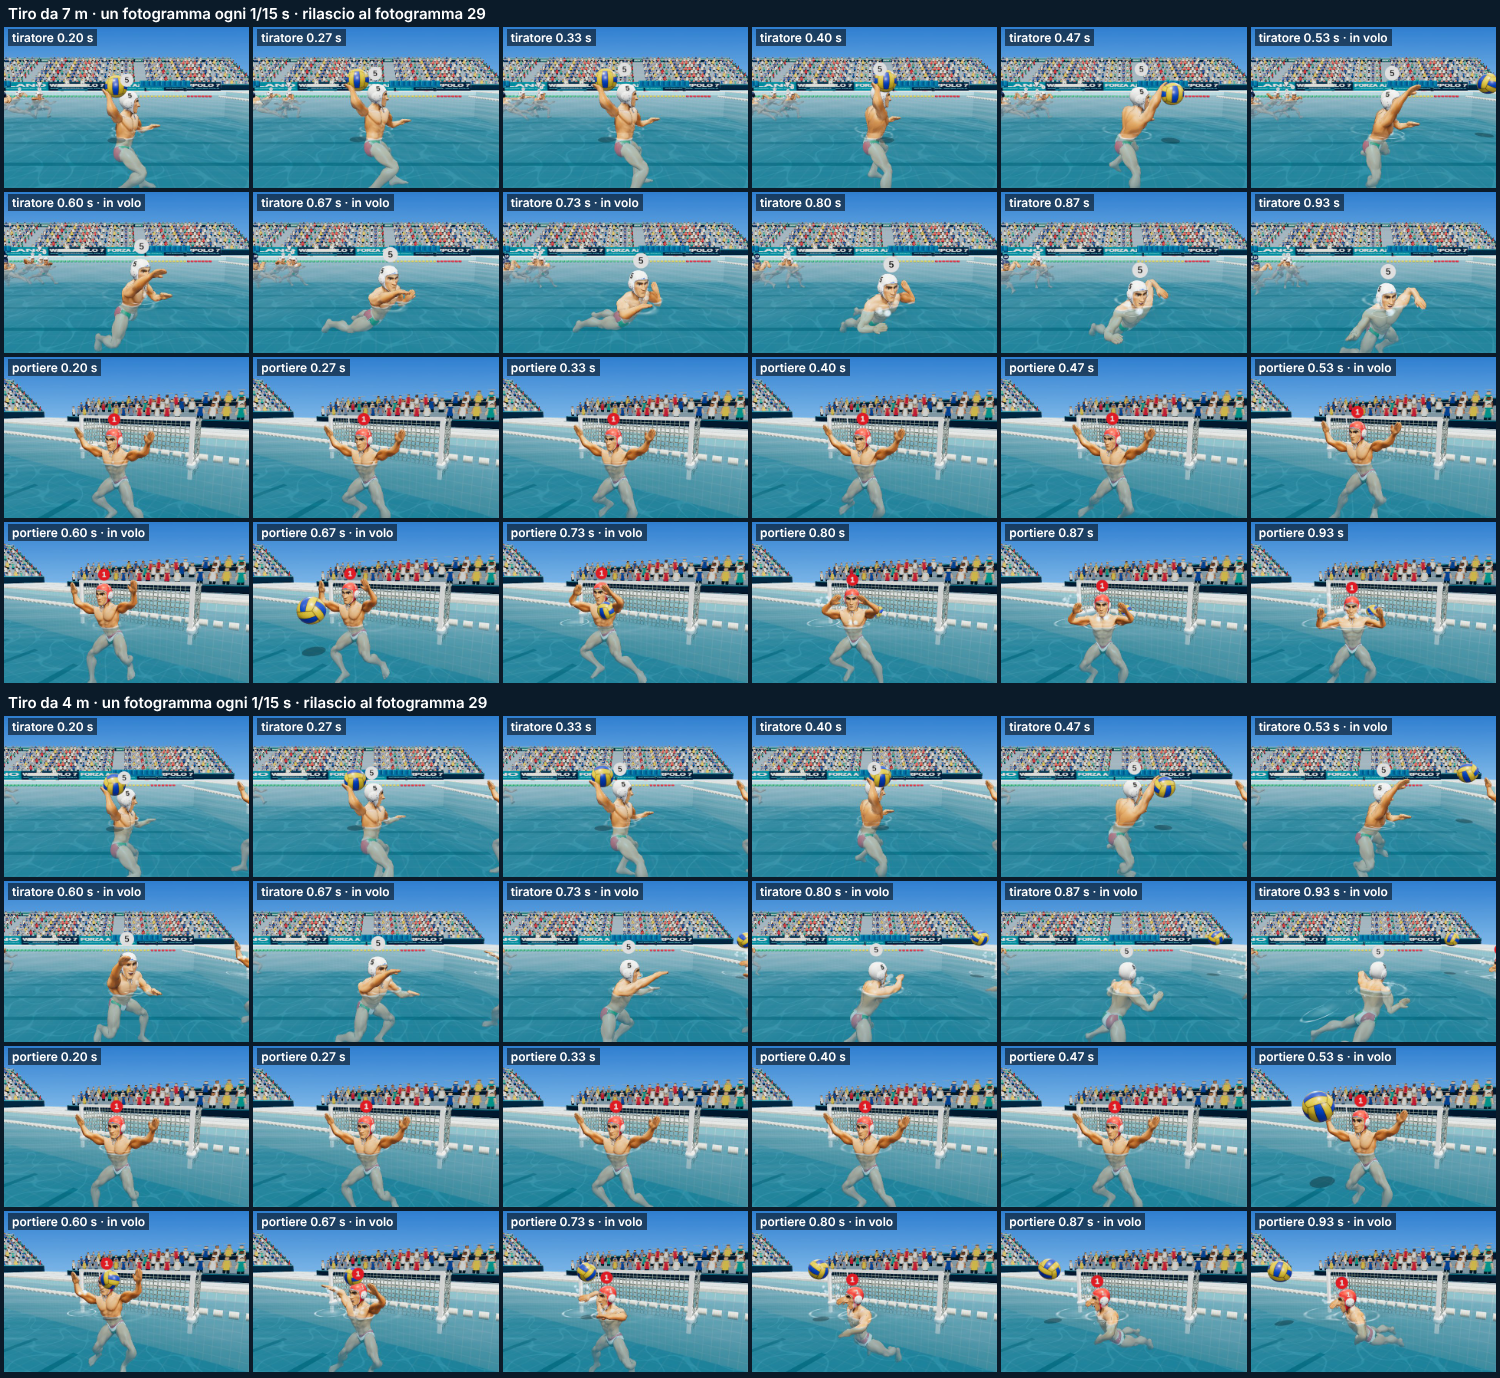 Tiro da 7 m · un fotogramma ogni 1/15 s · rilascio al fotogramma 29
tiratore 0.20 s
tiratore 0.27 s
tiratore 0.33 s
tiratore 0.40 s
tiratore 0.47 s
tiratore 0.53 s · in volo
tiratore 0.60 s · in volo
tiratore 0.67 s · in volo
tiratore 0.73 s · in volo
tiratore 0.80 s
tiratore 0.87 s
tiratore 0.93 s
portiere 0.20 s
portiere 0.27 s
portiere 0.33 s
portiere 0.40 s
portiere 0.47 s
portiere 0.53 s · in volo
portiere 0.60 s · in volo
portiere 0.67 s · in volo
portiere 0.73 s · in volo
portiere 0.80 s
portiere 0.87 s
portiere 0.93 s
Tiro da 4 m · un fotogramma ogni 1/15 s · rilascio al fotogramma 29
tiratore 0.20 s
tiratore 0.27 s
tiratore 0.33 s
tiratore 0.40 s
tiratore 0.47 s
tiratore 0.53 s · in volo
tiratore 0.60 s · in volo
tiratore 0.67 s · in volo
tiratore 0.73 s · in volo
tiratore 0.80 s · in volo
tiratore 0.87 s · in volo
tiratore 0.93 s · in volo
portiere 0.20 s
portiere 0.27 s
portiere 0.33 s
portiere 0.40 s
portiere 0.47 s
portiere 0.53 s · in volo
portiere 0.60 s · in volo
portiere 0.67 s · in volo
portiere 0.73 s · in volo
portiere 0.80 s · in volo
portiere 0.87 s · in volo
portiere 0.93 s · in volo